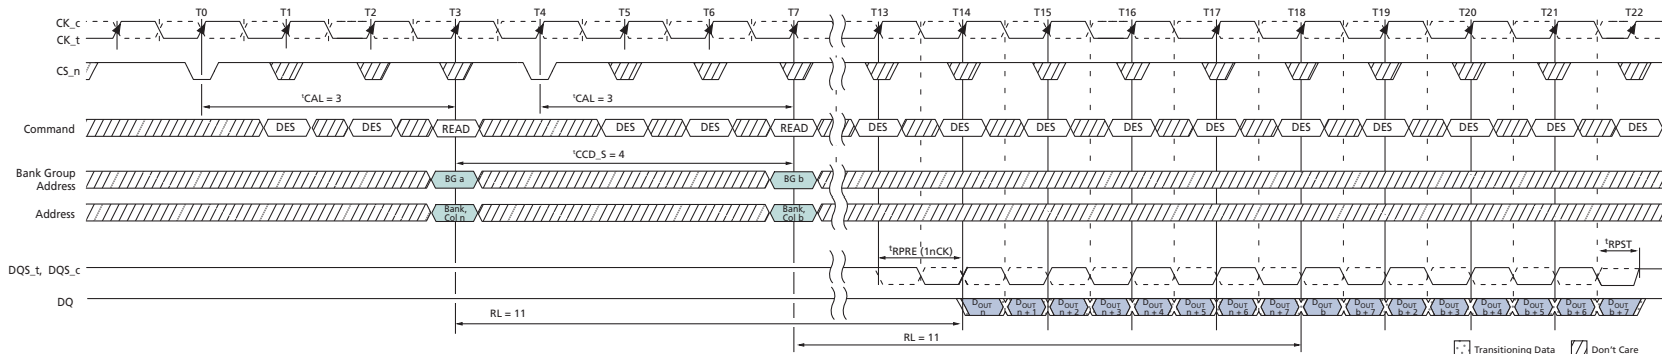 T0 T1 T2 T3 T4 T5 T6 T7 T13 T14 T15 T16 T17 T18 T19 T20 T21 T22
CK_c
CK_t
CS_n
tCAL = 3 tCAL = 3
Command DES DES READ DES DES READ DES DES DES DES DES DES DES DES DES DES
tCCD_S = 4
Bank Group
Address
BG a BG b
Address
Bank,
Col n
Bank,
Col b
tRPRE (1nCK) tRPST
DQS_t, DQS_c
DQ
DOUT
n
DOUT
n + 1
DOUT
n + 2
DOUT
n + 3
DOUT
n + 4
DOUT
n + 5
DOUT
n + 6
DOUT
n + 7
DOUT
b
DOUT
b + 7
DOUT
b + 2
DOUT
b + 3
DOUT
b + 4
DOUT
b + 5
DOUT
b + 6
DOUT
b + 7
RL = 11
RL = 11
Transitioning Data Don't Care